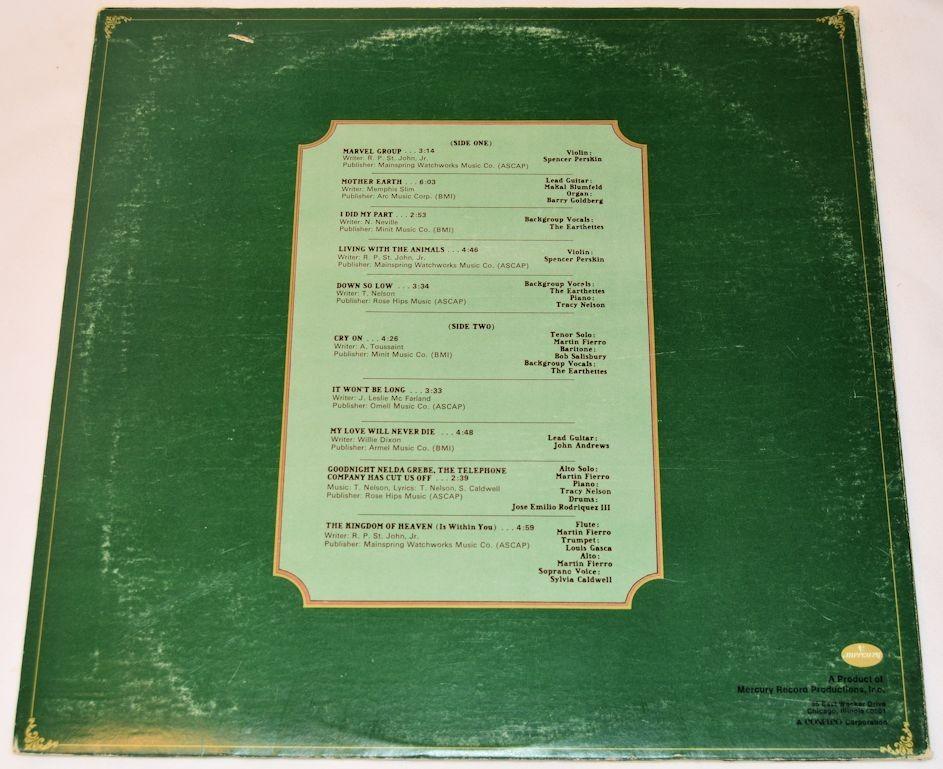 (SIDE ONE)
MARVEL GROUP . . . 3:14
Writer: R. P. St. John, Jr.
Publisher: Mainspring Watchworks Music Co. (ASCAP)
Violin:
Spencer Perskin
MOTHER EARTH . . . 6:03
Writer: Memphis Slim
Publisher: Arc Music Corp. (BMI)
Lead Guitar:
Makal Blumfeld
Organ:
Barry Goldberg
I DID MY PART . . . 2:53
Writer: N. Neville
Publisher: Minit Music Co. (BMI)
Backgroup Vocals:
The Earthettes
LIVING WITH THE ANIMALS . . . 4:46
Writer: R. P. St. John, Jr.
Publisher: Mainspring Watchworks Music Co. (ASCAP)
Violin:
Spencer Perskin
DOWN SO LOW . . . 3:34
Writer: T. Nelson
Publisher: Rose Hips Music (ASCAP)
Backgroup Vocals:
The Earthettes
Piano:
Tracy Nelson
(SIDE TWO)
CRY ON . . . 4:26
Writer: A. Toussaint
Publisher: Minit Music Co. (BMI)
Tenor Solo:
Martin Fierro
Baritone:
Bob Salisbury
Backgroup Vocals:
The Earthettes
IT WON'T BE LONG . . . 3:33
Writer: J. Leslie Mc Farland
Publisher: Omell Music Co. (ASCAP)
MY LOVE WILL NEVER DIE . . . 4:48
Writer: Willie Dixon
Publisher: Armel Music Co. (BMI)
Lead Guitar:
John Andrews
GOODNIGHT NELDA GREBE, THE TELEPHONE
COMPANY HAS CUT US OFF . . . 2:39
Music: T. Nelson, Lyrics: T. Nelson, S. Caldwell
Publisher: Rose Hips Music (ASCAP)
Alto Solo:
Martin Fierro
Piano:
Tracy Nelson
Drums:
Jose Emilio Rodriquez III
THE KINGDOM OF HEAVEN (Is Within You) . . . 4:59
Writer: R. P. St. John, Jr.
Publisher: Mainspring Watchworks Music Co. (ASCAP)
Flute:
Martin Fierro
Trumpet:
Louis Gasca
Alto:
Martin Fierro
Soprano Voice:
Sylvia Caldwell
MERCURY
A Product of
Mercury Record Productions, Inc.
35 East Wacker Drive
Chicago, Illinois 60601
A CONELCO Corporation